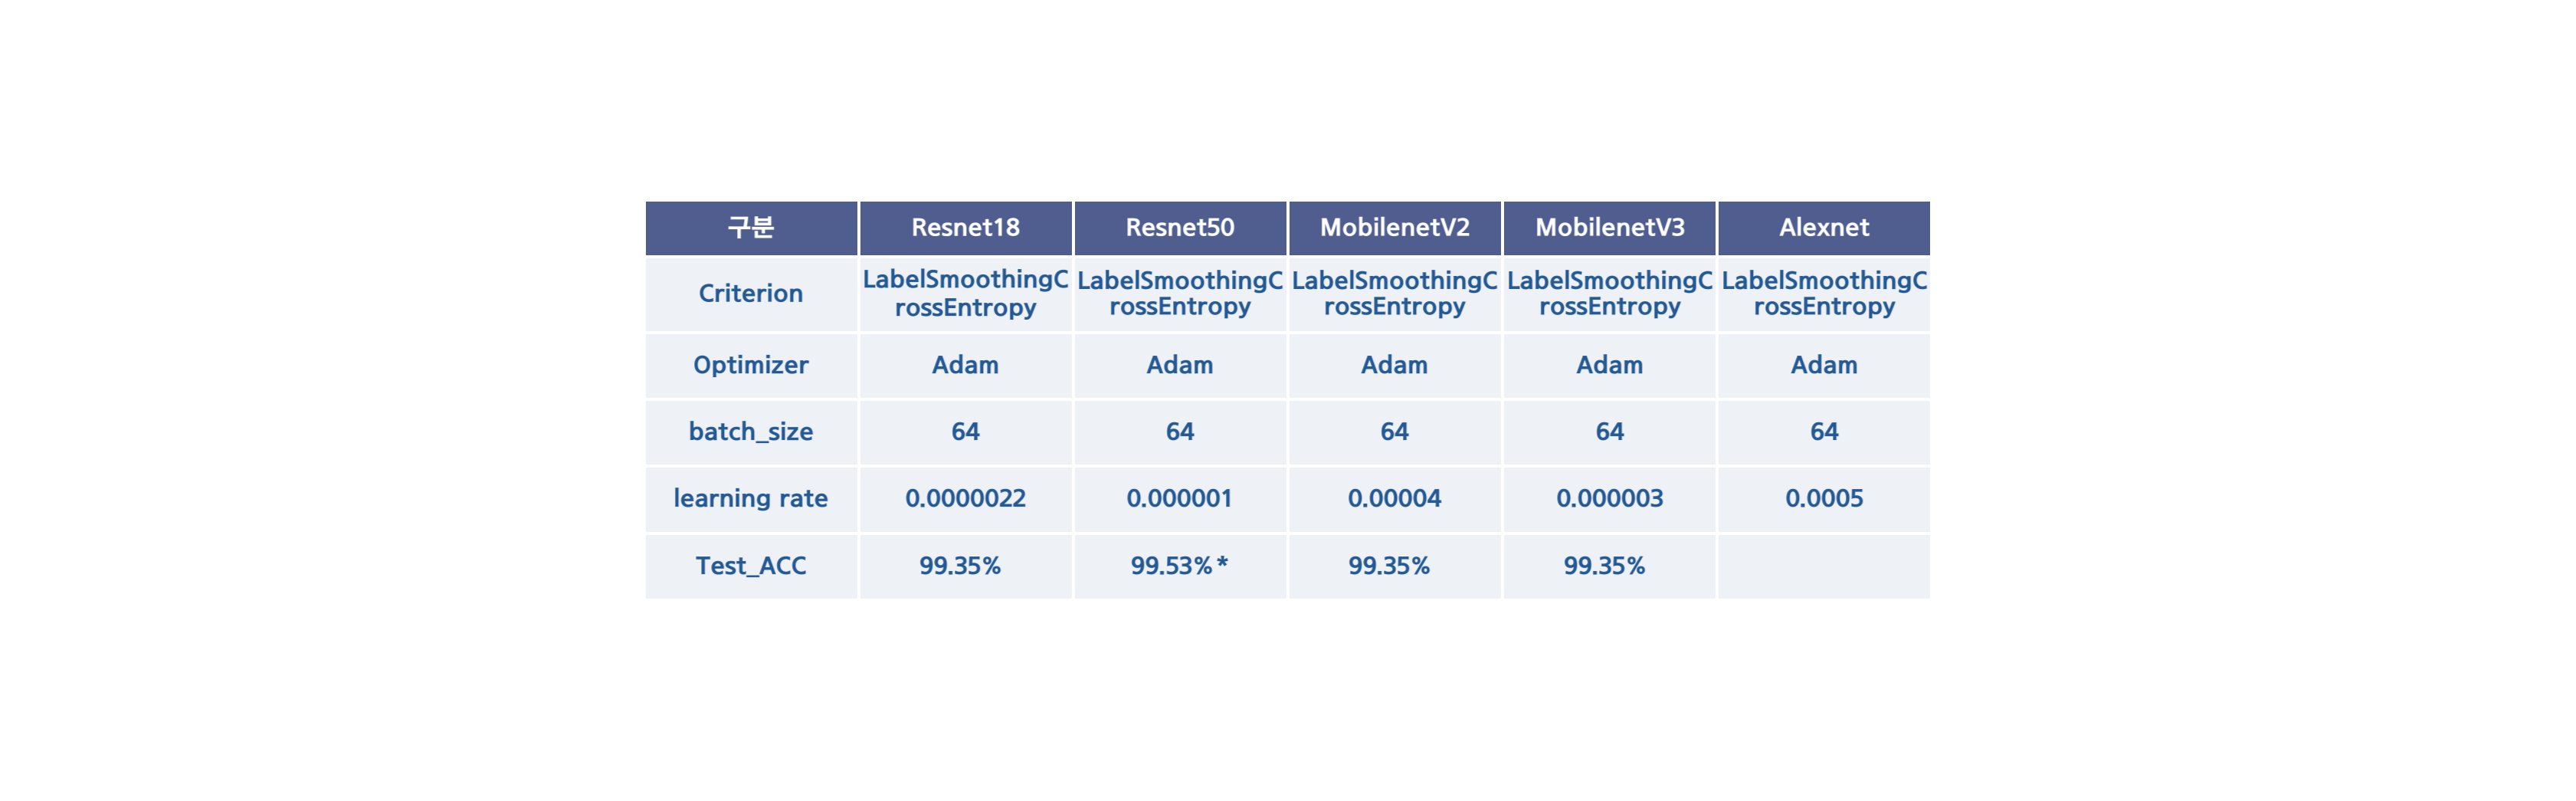 구분 Resnet18 Resnet50 MobilenetV2 MobilenetV3 Alexnet
Criterion LabelSmoothingC LabelSmoothingC LabelSmoothingC LabelSmoothingC LabelSmoothingC
rossEntropy rossEntropy rossEntropy rossEntropy rossEntropy
Optimizer Adam Adam Adam Adam Adam
batch_size 64 64 64 64 64
learning rate 0.0000022 0.000001 0.00004 0.000003 0.0005
Test_ACC 99.35% 99.53%* 99.35% 99.35%